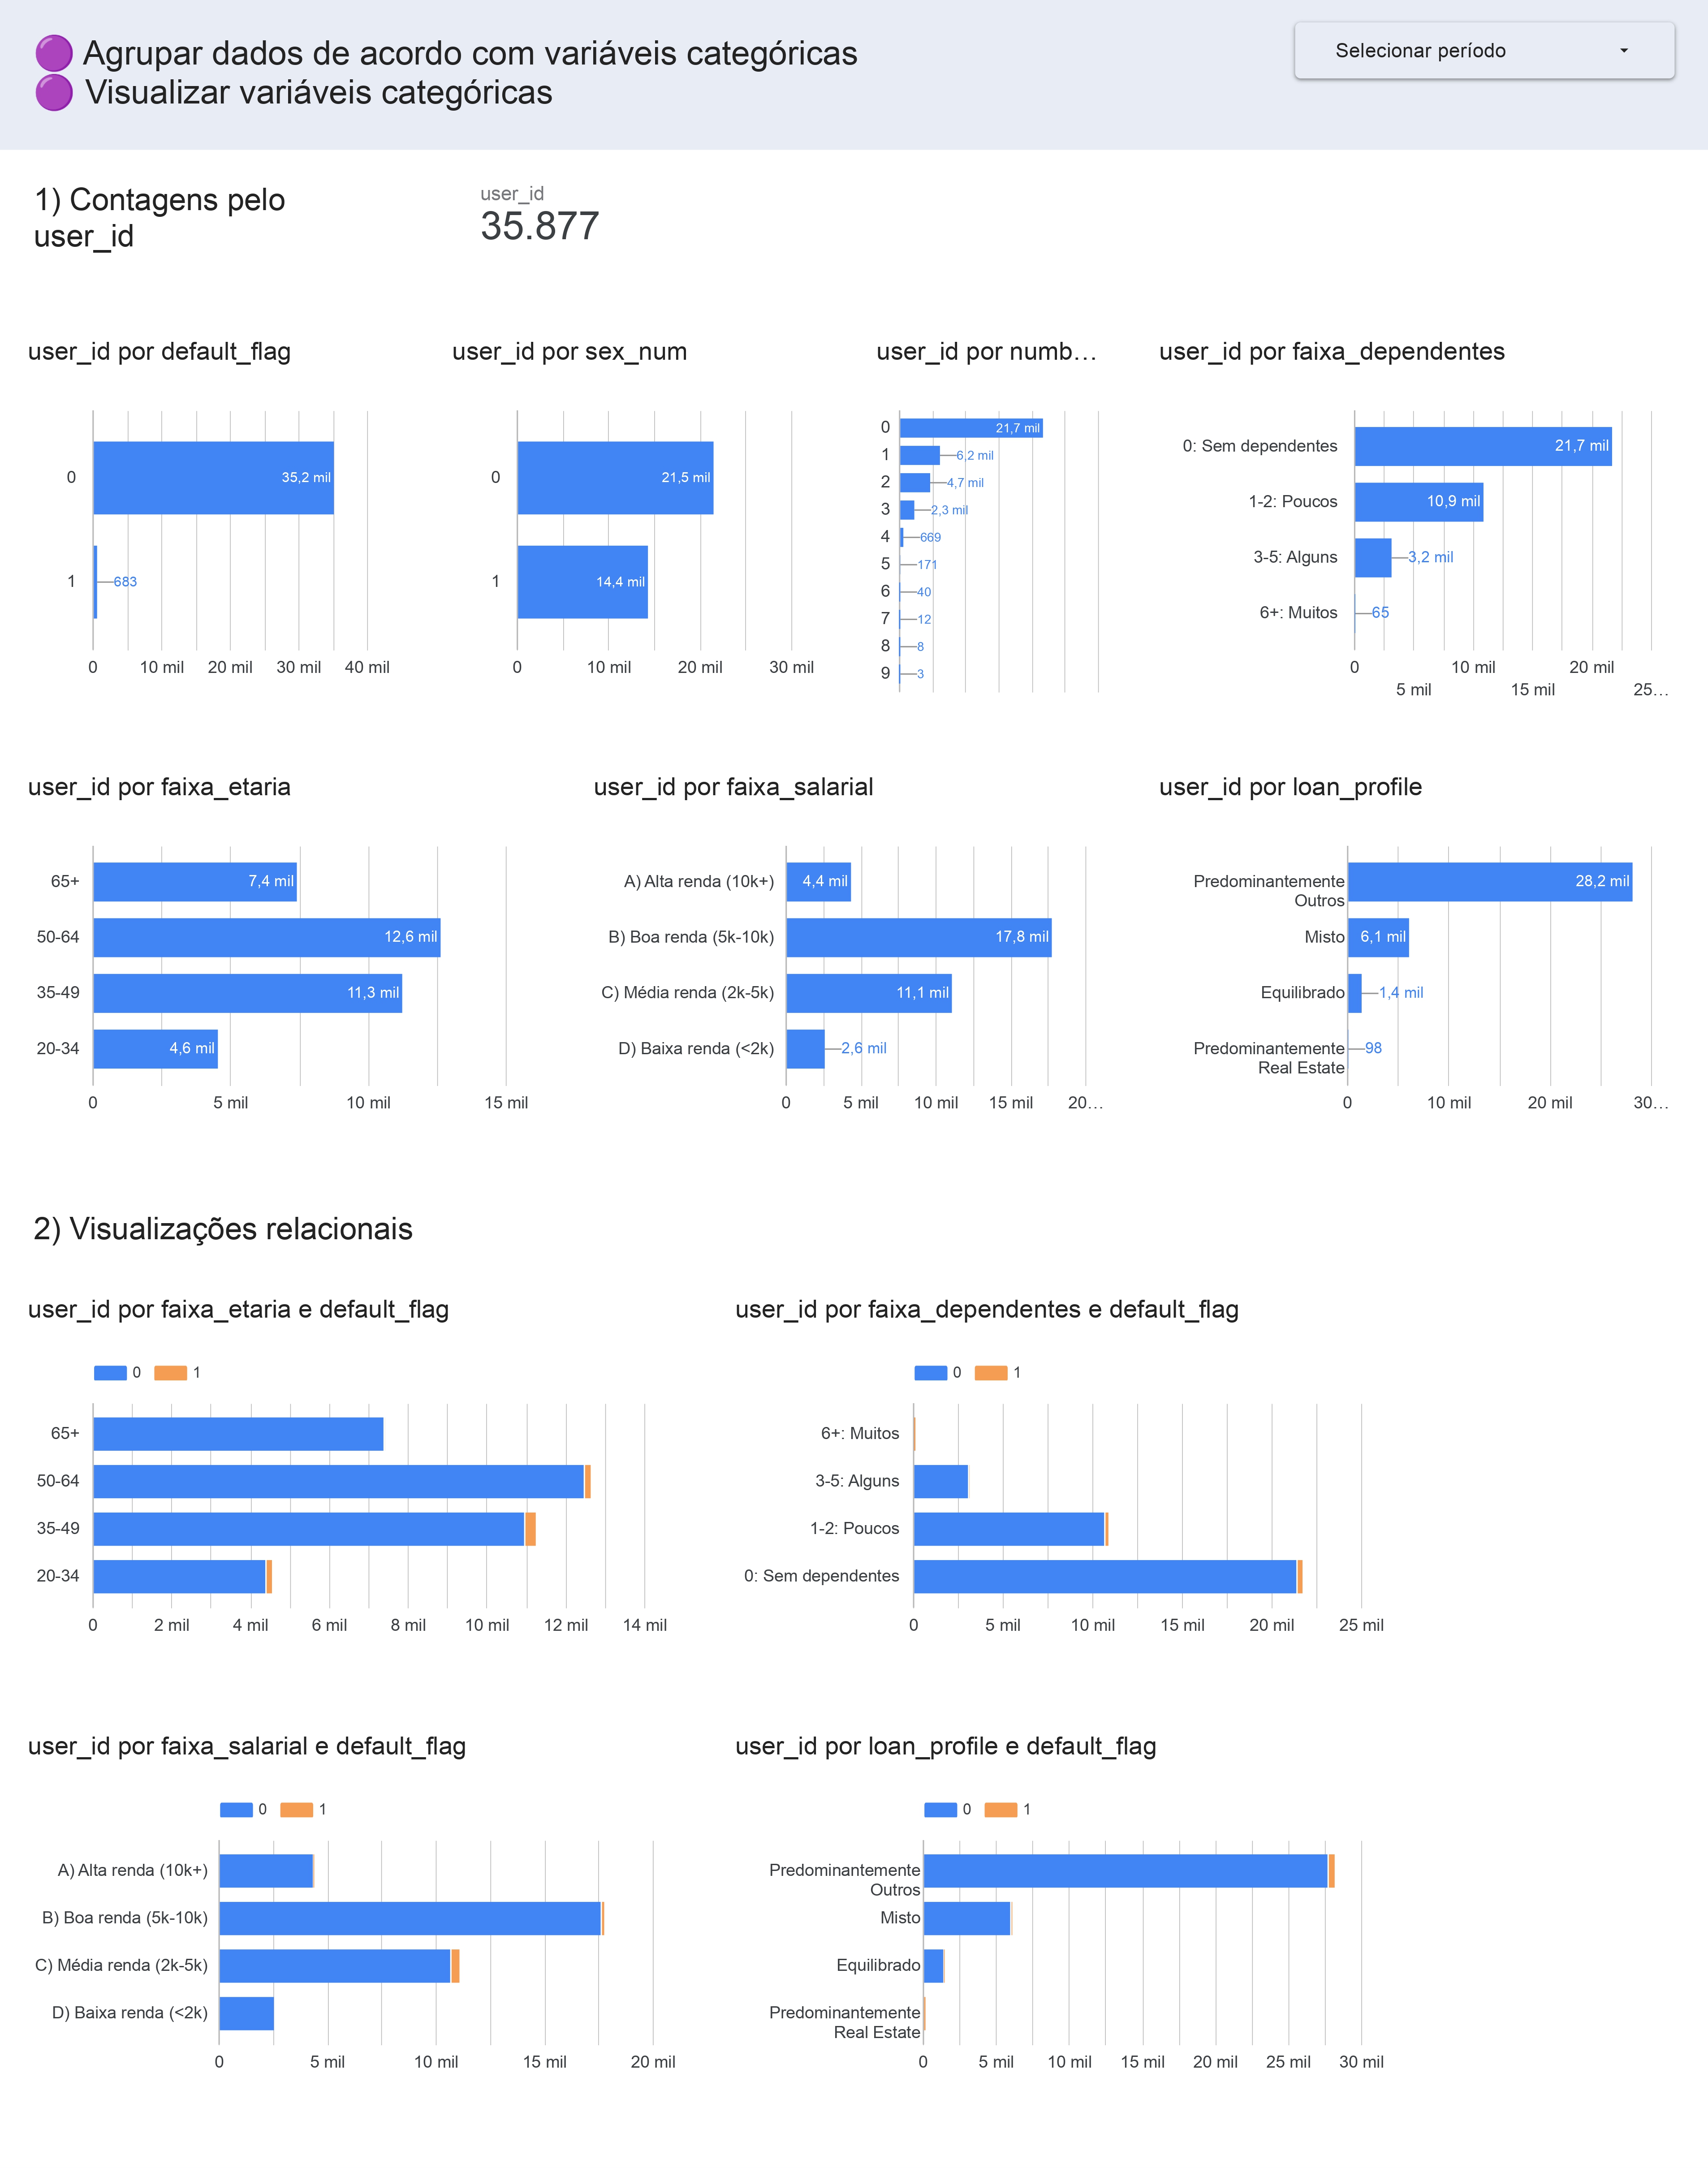 Agrupar dados de acordo com variáveis categóricas
Visualizar variáveis categóricas
Selecionar período
1) Contagens pelo
user_id
user_id
35.877
user_id por default_flag
0
35,2 mil
1
683
0 10 mil 20 mil 30 mil 40 mil
user_id por sex_num
0
21,5 mil
1
14,4 mil
0 10 mil 20 mil 30 mil
user_id por numb…
0 21,7 mil
1 6,2 mil
2 4,7 mil
3 2,3 mil
4 669
5 171
6 40
7 12
8 8
9 3
user_id por faixa_dependentes
0: Sem dependentes 21,7 mil
1-2: Poucos 10,9 mil
3-5: Alguns 3,2 mil
6+: Muitos 65
0 10 mil 20 mil
5 mil 15 mil 25…
user_id por faixa_etaria
65+ 7,4 mil
50-64 12,6 mil
35-49 11,3 mil
20-34 4,6 mil
0 5 mil 10 mil 15 mil
user_id por faixa_salarial
A) Alta renda (10k+) 4,4 mil
B) Boa renda (5k-10k) 17,8 mil
C) Média renda (2k-5k) 11,1 mil
D) Baixa renda (<2k) 2,6 mil
0 5 mil 10 mil 15 mil 20…
user_id por loan_profile
Predominantemente 28,2 mil
Outros
Misto 6,1 mil
Equilibrado 1,4 mil
Predominantemente 98
Real Estate
0 10 mil 20 mil 30…
2) Visualizações relacionais
user_id por faixa_etaria e default_flag
0 1
65+
50-64
35-49
20-34
0 2 mil 4 mil 6 mil 8 mil 10 mil 12 mil 14 mil
user_id por faixa_dependentes e default_flag
0 1
6+: Muitos
3-5: Alguns
1-2: Poucos
0: Sem dependentes
0 5 mil 10 mil 15 mil 20 mil 25 mil
user_id por faixa_salarial e default_flag
0 1
A) Alta renda (10k+)
B) Boa renda (5k-10k)
C) Média renda (2k-5k)
D) Baixa renda (<2k)
0 5 mil 10 mil 15 mil 20 mil
user_id por loan_profile e default_flag
0 1
Predominantemente
Outros
Misto
Equilibrado
Predominantemente
Real Estate
0 5 mil 10 mil 15 mil 20 mil 25 mil 30 mil